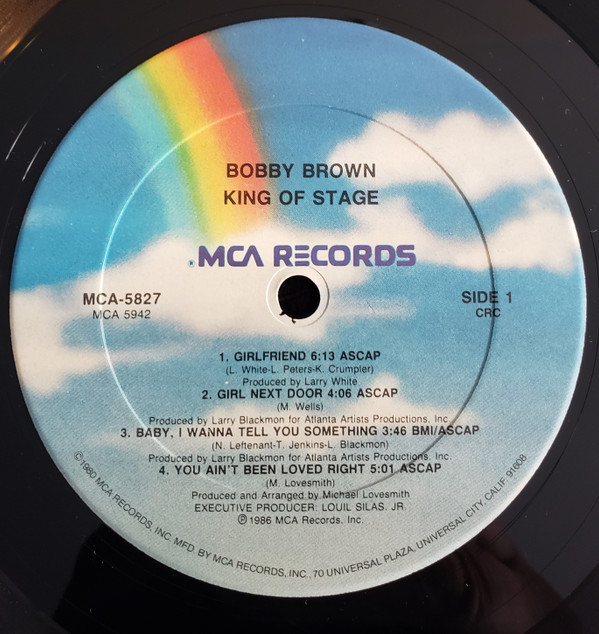 BOBBY BROWN
KING OF STAGE
® MCA RECORDS
MCA-5827
MCA 5942
SIDE 1
CRC
1. GIRLFRIEND 6:13 ASCAP
(L. White-L. Peters-K. Crumpler)
Produced by Larry White
2. GIRL NEXT DOOR 4:06 ASCAP
(M. Wells)
Produced by Larry Blackmon for Atlanta Artists Productions, Inc.
3. BABY, I WANNA TELL YOU SOMETHING 3:46 BMI/ASCAP
(N. Leftenant-T. Jenkins-L. Blackmon)
Produced by Larry Blackmon for Atlanta Artists Productions, Inc.
4. YOU AIN'T BEEN LOVED RIGHT 5:01 ASCAP
(M. Lovesmith)
Produced and Arranged by Michael Lovesmith
EXECUTIVE PRODUCER: LOUIL SILAS, JR.
℗ 1986 MCA Records, Inc.
©1980 MCA RECORDS, INC. MFD. BY MCA RECORDS, INC., 70 UNIVERSAL PLAZA, UNIVERSAL CITY, CALIF. 91608